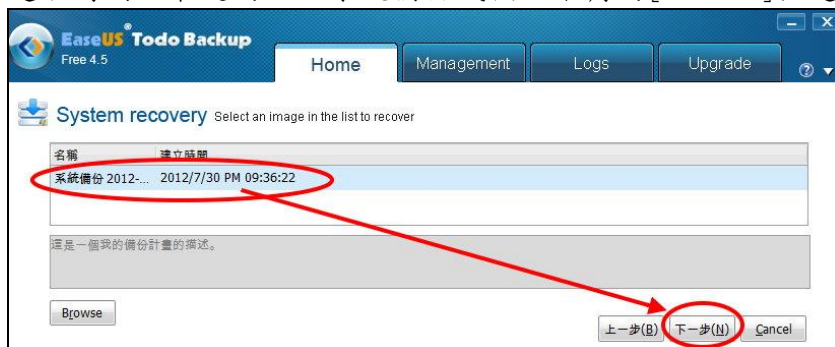 EaseUS® Todo Backup
Free 4.5
Home
Management
Logs
Upgrade
System recovery Select an image in the list to recover
名稱 建立時間
系統備份 2012-... 2012/7/30 PM 09:36:22
這是一個我的備份計畫的描述。
Browse
上一步(B) 下一步(N) Cancel